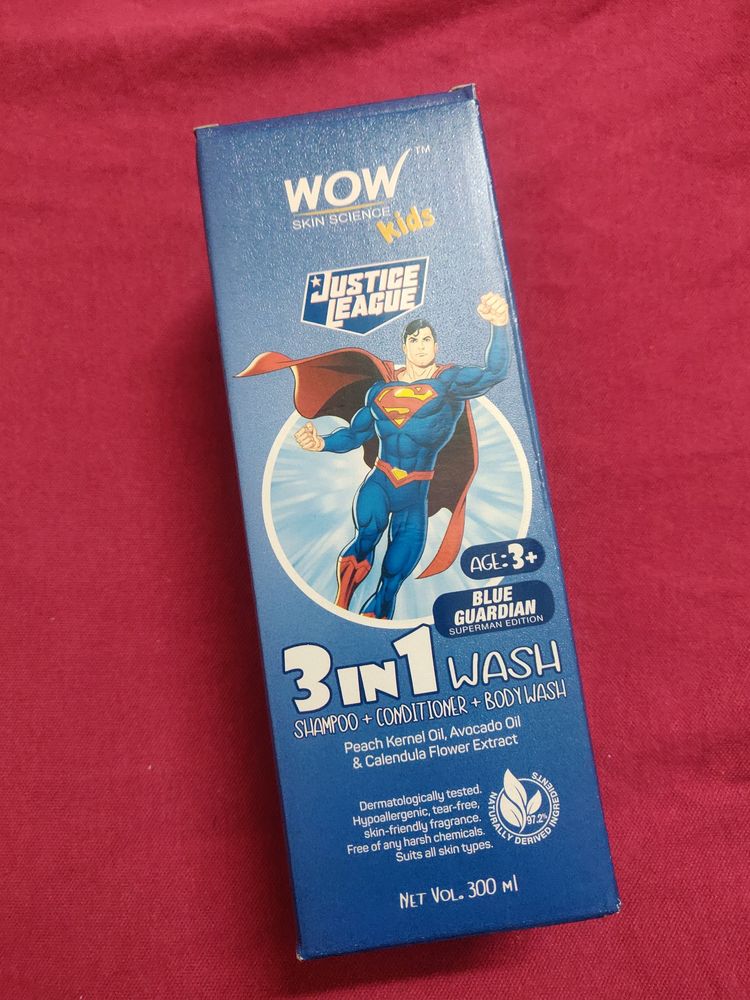 WOW™
SKIN SCIENCE
kids
JUSTICE
LEAGUE
AGE: 3+
BLUE
GUARDIAN
SUPERMAN EDITION
3 IN 1 WASH
SHAMPOO + CONDITIONER + BODY WASH
Peach Kernel Oil, Avocado Oil
& Calendula Flower Extract
Dermatologically tested.
Hypoallergenic, tear-free,
skin-friendly fragrance.
Free of any harsh chemicals.
Suits all skin types.
97.2%
NATURALLY DERIVED INGREDIENTS
NET VOL. 300 ml